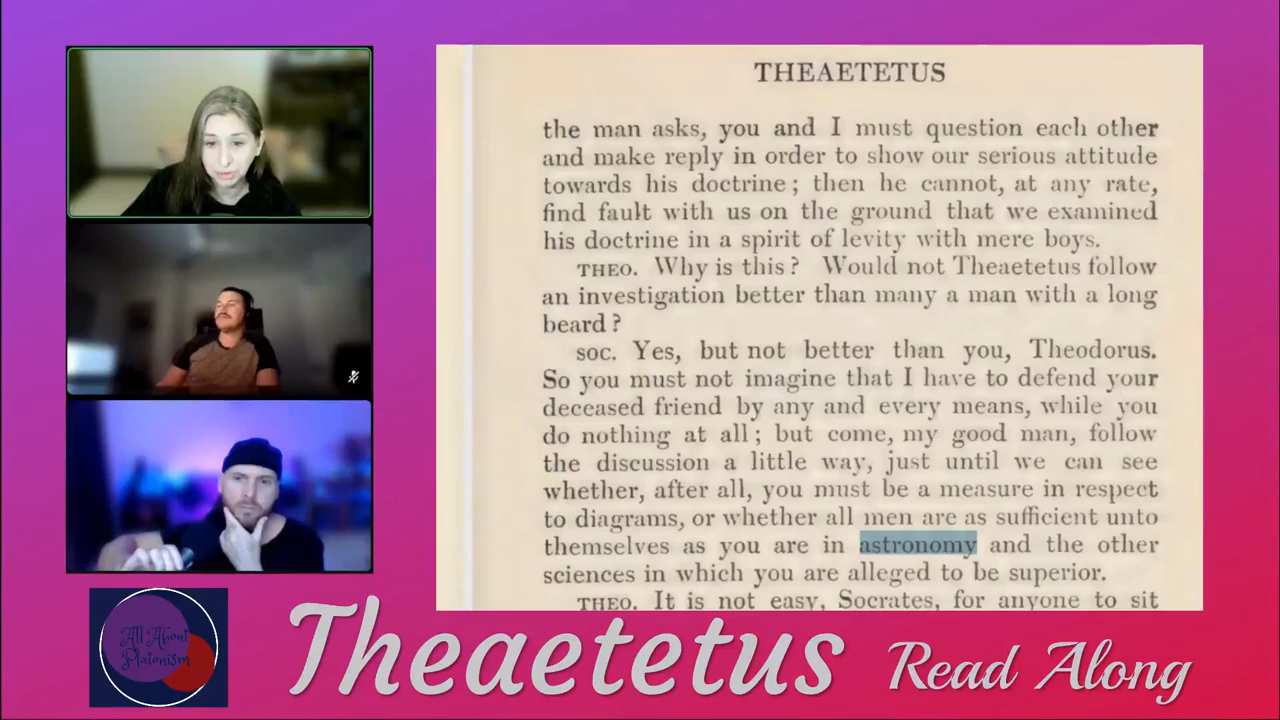 THEAETETUS
the man asks, you and I must question each other
and make reply in order to show our serious attitude
towards his doctrine; then he cannot, at any rate,
find fault with us on the ground that we examined
his doctrine in a spirit of levity with mere boys.
THEO. Why is this? Would not Theaetetus follow
an investigation better than many a man with a long
beard?
SOC. Yes, but not better than you, Theodorus.
So you must not imagine that I have to defend your
deceased friend by any and every means, while you
do nothing at all; but come, my good man, follow
the discussion a little way, just until we can see
whether, after all, you must be a measure in respect
to diagrams, or whether all men are as sufficient unto
themselves as you are in astronomy and the other
sciences in which you are alleged to be superior.
THEO. It is not easy, Socrates, for anyone to sit
All About
Platonism
Theaetetus Read Along